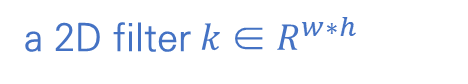 a 2D filter k ∈ R^{w*h}